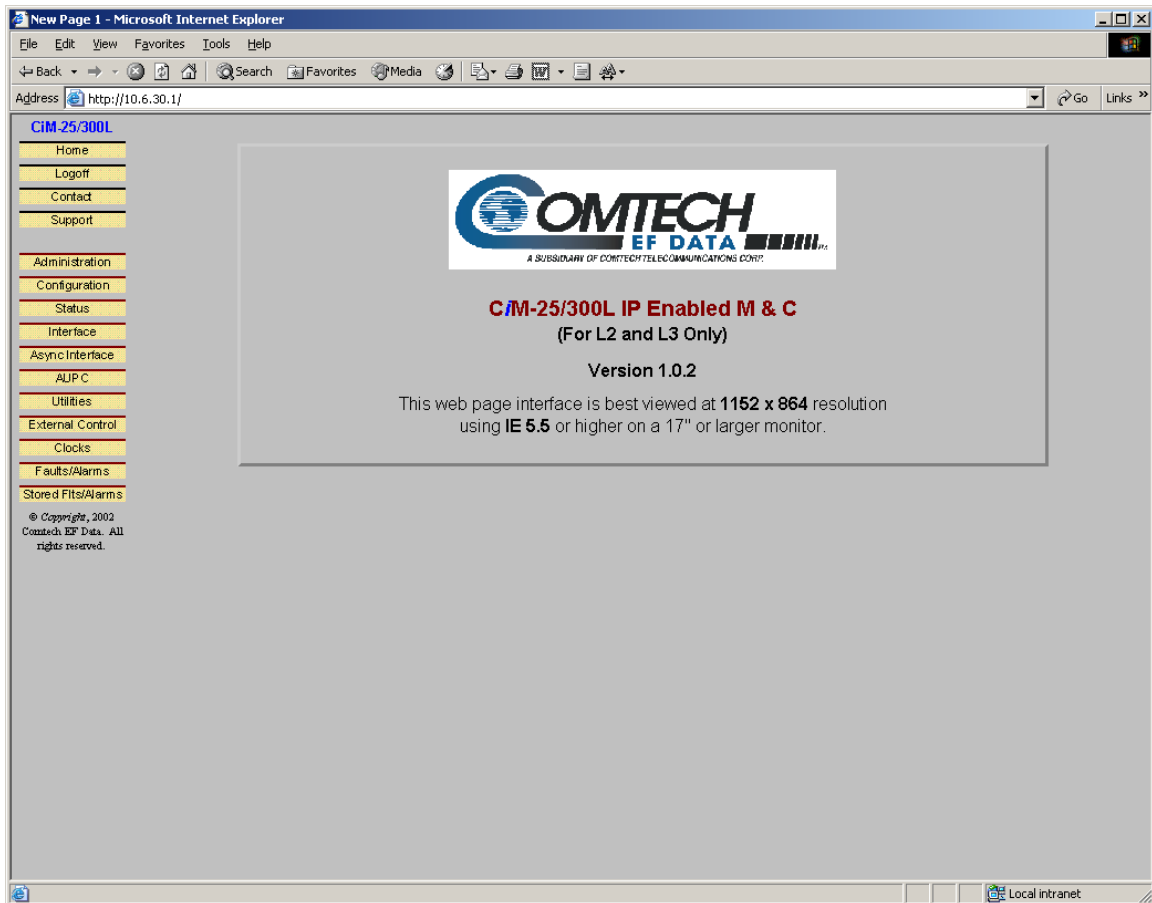 New Page 1 - Microsoft Internet Explorer
File Edit View Favorites Tools Help
Back Search Favorites Media
Address http://10.6.30.1/ Go Links »
CiM-25/300L
Home
Logoff
Contact
Support
Administration
Configuration
Status
Interface
Async Interface
AUPC
Utilities
External Control
Clocks
Faults/Alarms
Stored Flts/Alarms
© Copyright, 2002
Comtech EF Data. All
rights reserved.
COMTECH
EF DATA
A SUBSIDIARY OF COMTECH TELECOMMUNICATIONS CORP.
CiM-25/300L IP Enabled M & C
(For L2 and L3 Only)
Version 1.0.2
This web page interface is best viewed at 1152 x 864 resolution
using IE 5.5 or higher on a 17" or larger monitor.
Local intranet